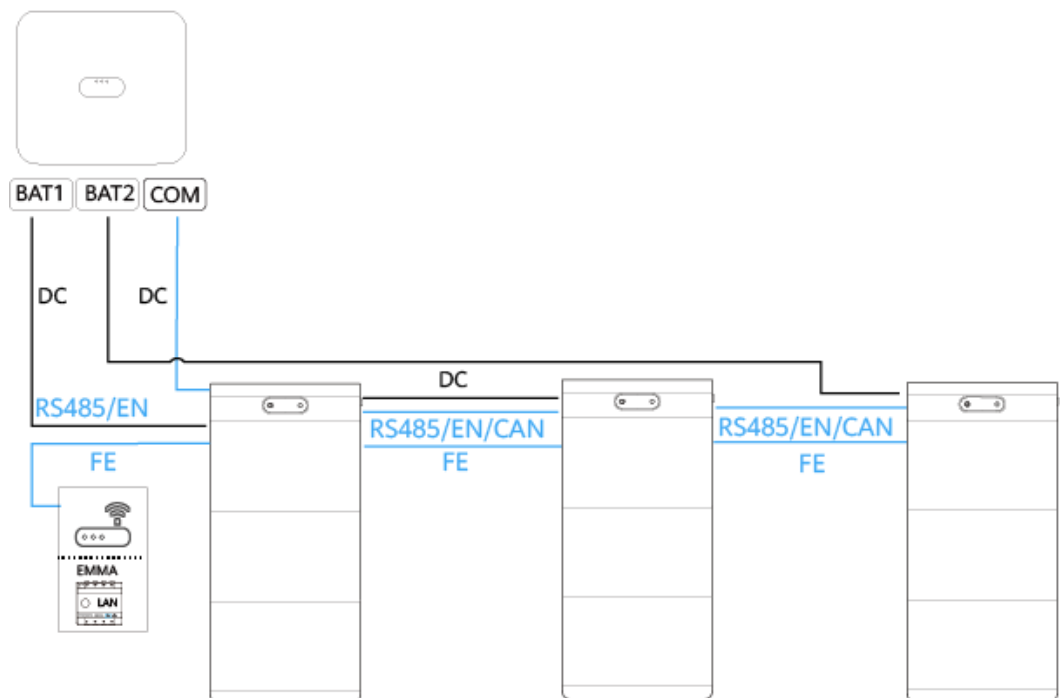 BAT1 BAT2 COM
DC DC
DC
RS485/EN RS485/EN/CAN RS485/EN/CAN
FE FE FE
EMMA
LAN